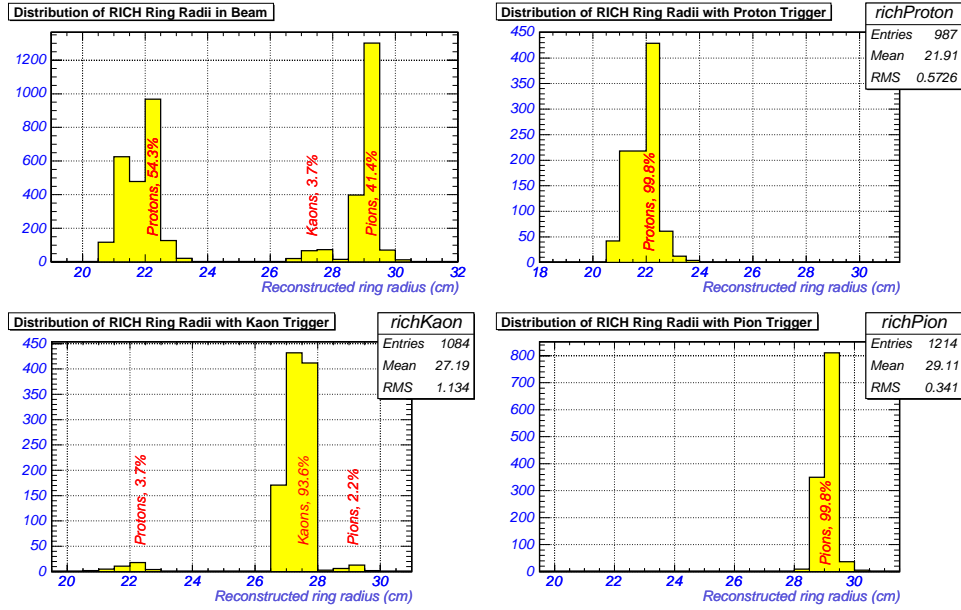 Distribution of RICH Ring Radii in Beam
1200
1000
800
600
400
200
0
Protons, 54.3%
Kaons, 3.7%
Pions, 41.4%
20 22 24 26 28 30 32
Reconstructed ring radius (cm)
Distribution of RICH Ring Radii with Proton Trigger
richProton
Entries 987
Mean 21.91
RMS 0.5726
450
400
350
300
250
200
150
100
50
0
Protons, 99.8%
18 20 22 24 26 28 30
Reconstructed ring radius (cm)
Distribution of RICH Ring Radii with Kaon Trigger
richKaon
Entries 1084
Mean 27.19
RMS 1.134
450
400
350
300
250
200
150
100
50
0
Protons, 3.7%
Kaons, 93.6%
Pions, 2.2%
20 22 24 26 28 30
Reconstructed ring radius (cm)
Distribution of RICH Ring Radii with Pion Trigger
richPion
Entries 1214
Mean 29.11
RMS 0.341
800
700
600
500
400
300
200
100
0
Pions, 99.8%
20 22 24 26 28 30
Reconstructed ring radius (cm)